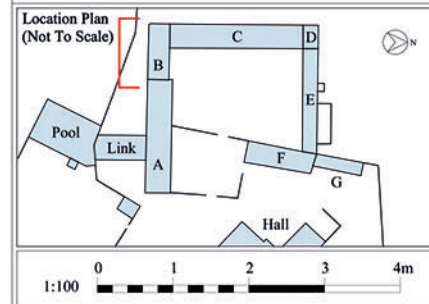 Location Plan
(Not To Scale)
C
D
B
N
E
Pool
Link
A
F
G
Hall
0 1 2 3 4m
1:100